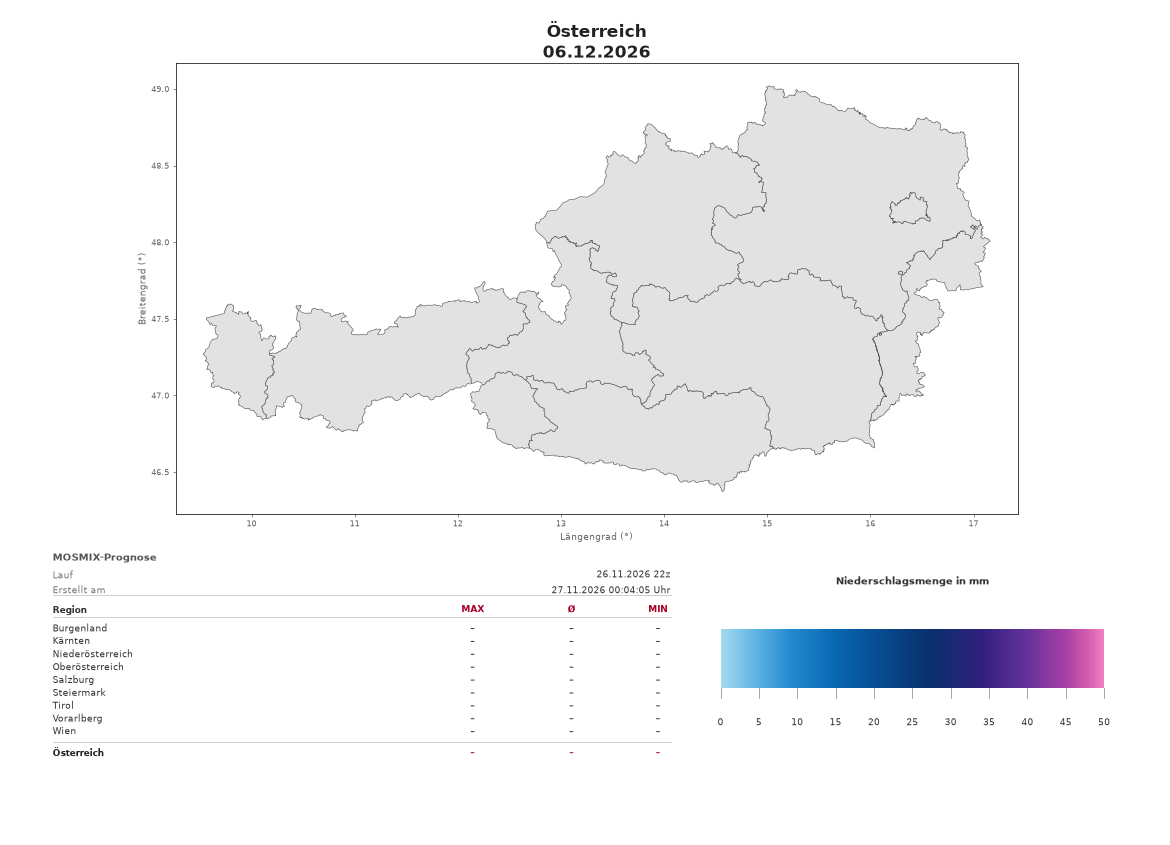 Österreich
06.12.2026
49.0
48.5
48.0
47.5
47.0
46.5
Breitengrad (°)
10 11 12 13 14 15 16 17
Längengrad (°)
MOSMIX-Prognose
Lauf 26.11.2026 22z
Erstellt am 27.11.2026 00:04:05 Uhr
Region MAX Ø MIN
Burgenland – – –
Kärnten – – –
Niederösterreich – – –
Oberösterreich – – –
Salzburg – – –
Steiermark – – –
Tirol – – –
Vorarlberg – – –
Wien – – –
Österreich – – –
Niederschlagsmenge in mm
0 5 10 15 20 25 30 35 40 45 50